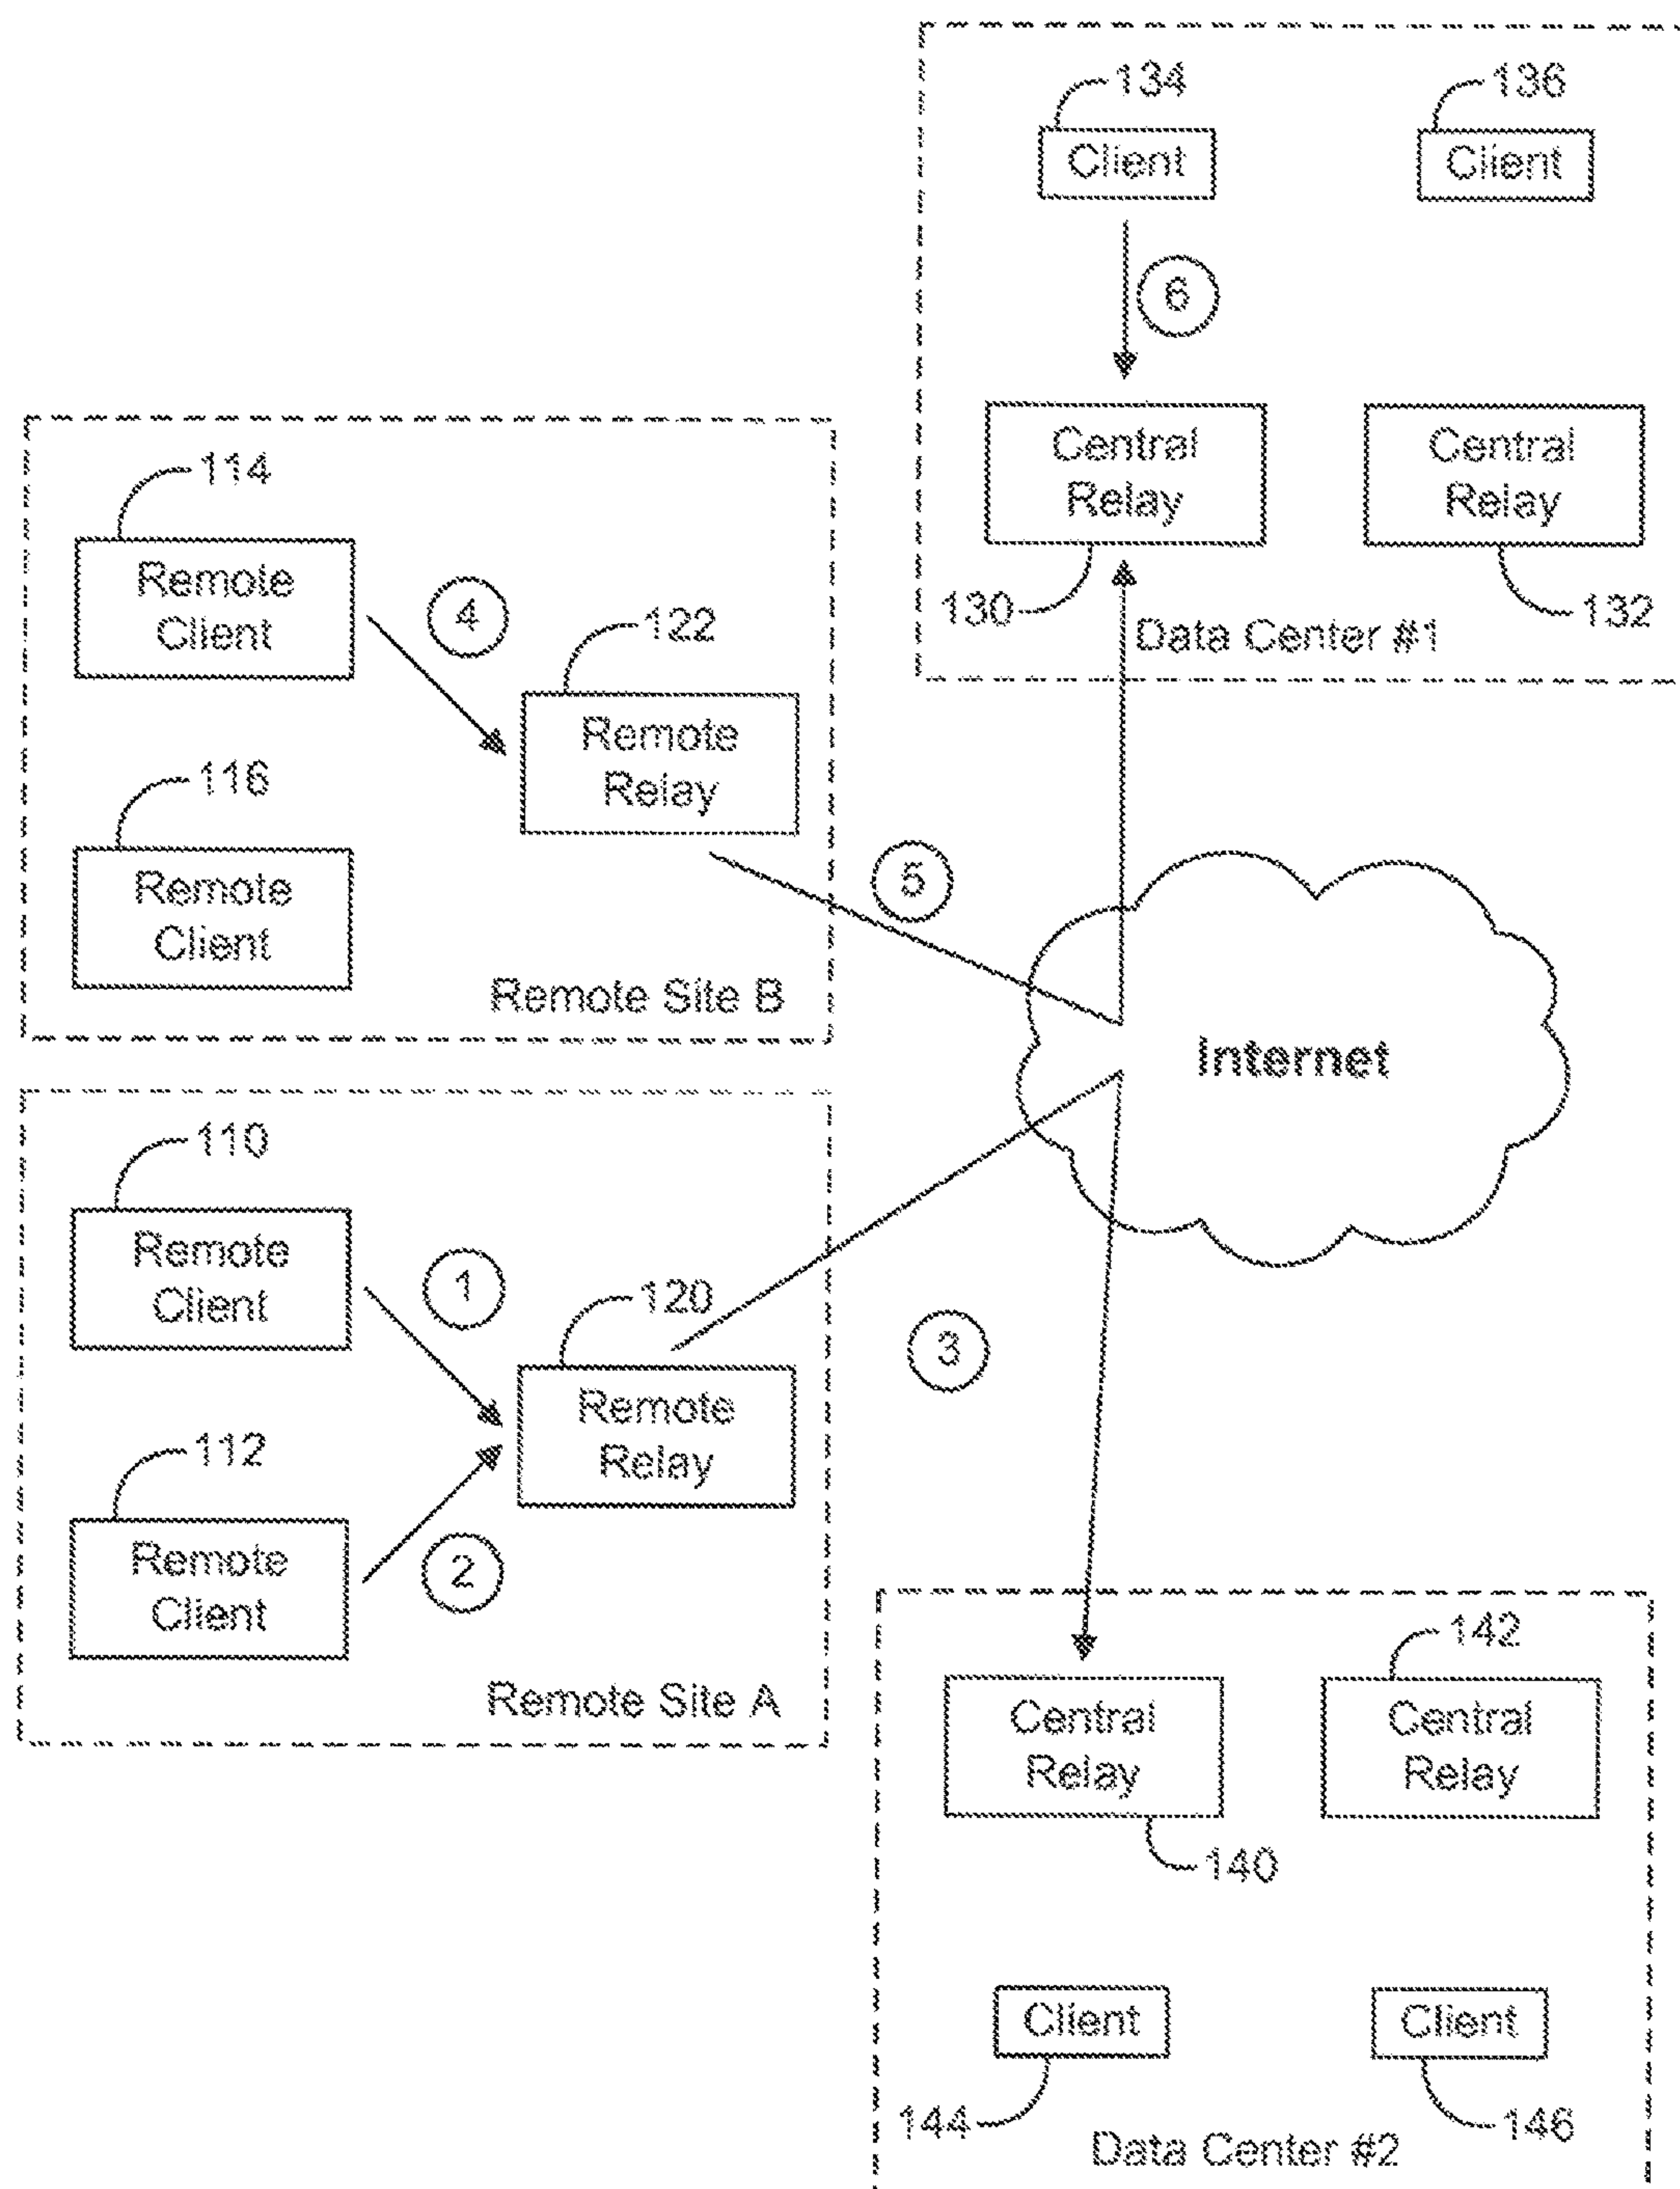 134
136
Client
Client
6
Central
Relay
Central
Relay
130
132
Data Center #1
114
Remote
Client
4
122
Remote
Relay
116
Remote
Client
Remote Site B
5
Internet
110
Remote
Client
1
120
Remote
Relay
3
112
Remote
Client
2
Remote Site A
142
Central
Relay
Central
Relay
140
Client
Client
144
146
Data Center #2